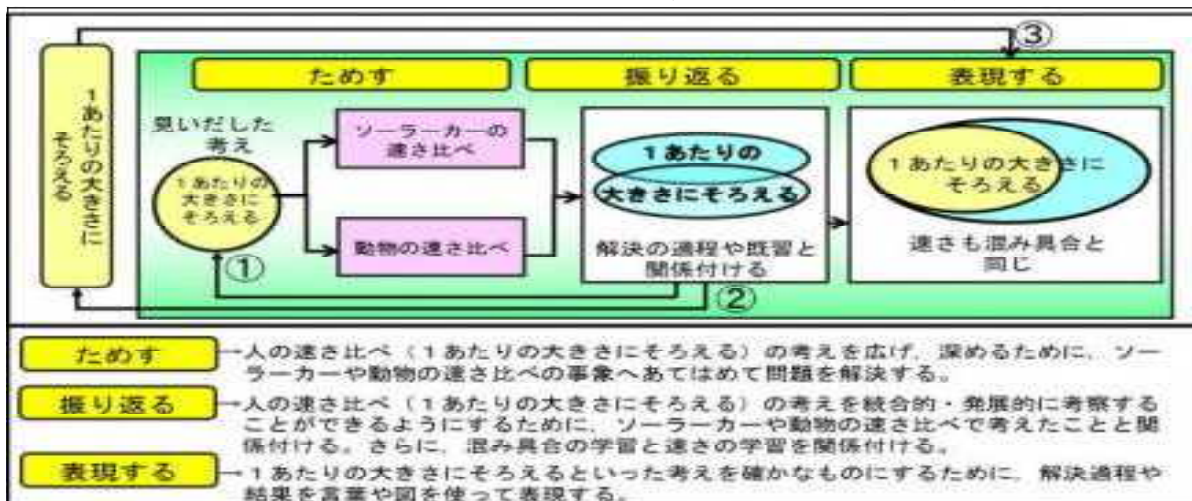 ③
ためす
振り返る
表現する
1あたりの大きさに
そろえる
見いだした
考え
1あたりの
大きさに
そろえる
ソーラーカーの
速さ比べ
動物の速さ比べ
1あたりの
大きさにそろえる
解決の過程や既習と
関係付ける
1あたりの大きさに
そろえる
速さも混み具合と
同じ
①
②
ためす
→人の速さ比べ（1あたりの大きさにそろえる）の考えを広げ，深めるために，ソー
ラーカーや動物の速さ比べの事象へあてはめて問題を解決する。
振り返る
→人の速さ比べ（1あたりの大きさにそろえる）の考えを統合的・発展的に考察する
ことができるようにするために，ソーラーカーや動物の速さ比べで考えたことと関
係付ける。さらに，混み具合の学習と速さの学習を関係付ける。
表現する
→1あたりの大きさにそろえるといった考えを確かなものにするために，解決過程や
結果を言葉や図を使って表現する。